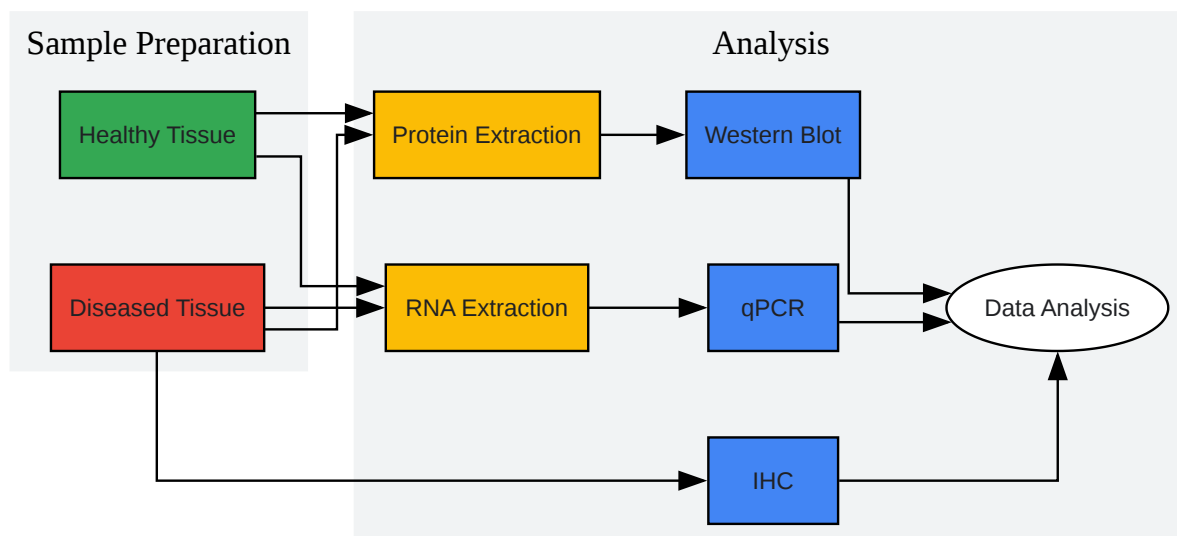 Sample Preparation
Analysis
Healthy Tissue
Protein Extraction
Western Blot
Diseased Tissue
RNA Extraction
qPCR
Data Analysis
IHC